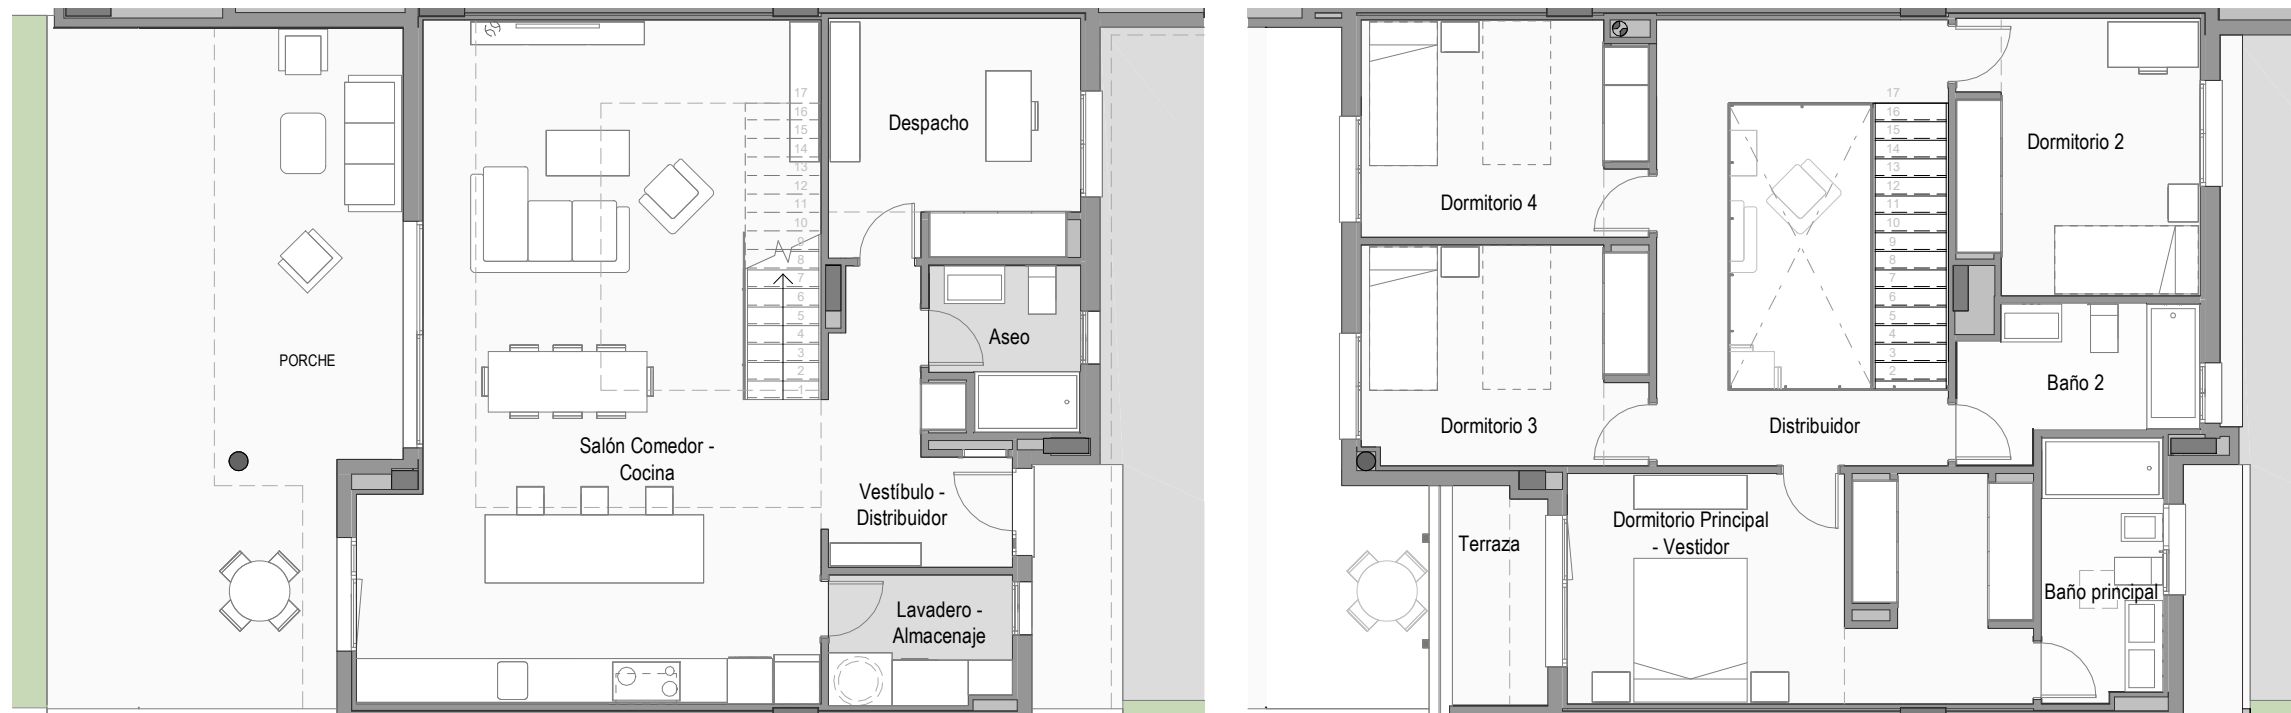 69
17
16
15
14
13
12
11
10
9
8
7
6
5
4
3
2
1
Despacho
Aseo
PORCHE
Salón Comedor -
Cocina
Vestíbulo -
Distribuidor
Lavadero -
Almacenaje
17
16
15
14
13
12
11
10
9
8
7
6
5
4
3
2
Dormitorio 2
Dormitorio 4
Baño 2
Dormitorio 3
Distribuidor
Dormitorio Principal
- Vestidor
Terraza
Baño principal